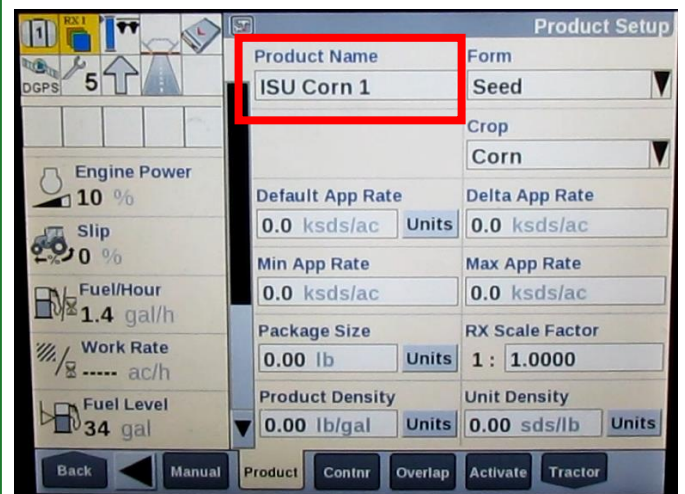 1
RX 1
DGPS
5
Engine Power
10 %
Slip
0 %
Fuel/Hour
1.4 gal/h
Work Rate
----- ac/h
Fuel Level
34 gal
Product Setup
Product Name
ISU Corn 1
Form
Seed
Crop
Corn
Default App Rate
0.0 ksds/ac Units
Delta App Rate
0.0 ksds/ac
Min App Rate
0.0 ksds/ac
Max App Rate
0.0 ksds/ac
Package Size
0.00 lb Units
RX Scale Factor
1 : 1.0000
Product Density
0.00 lb/gal Units
Unit Density
0.00 sds/lb Units
Back Manual Product Contnr Overlap Activate Tractor